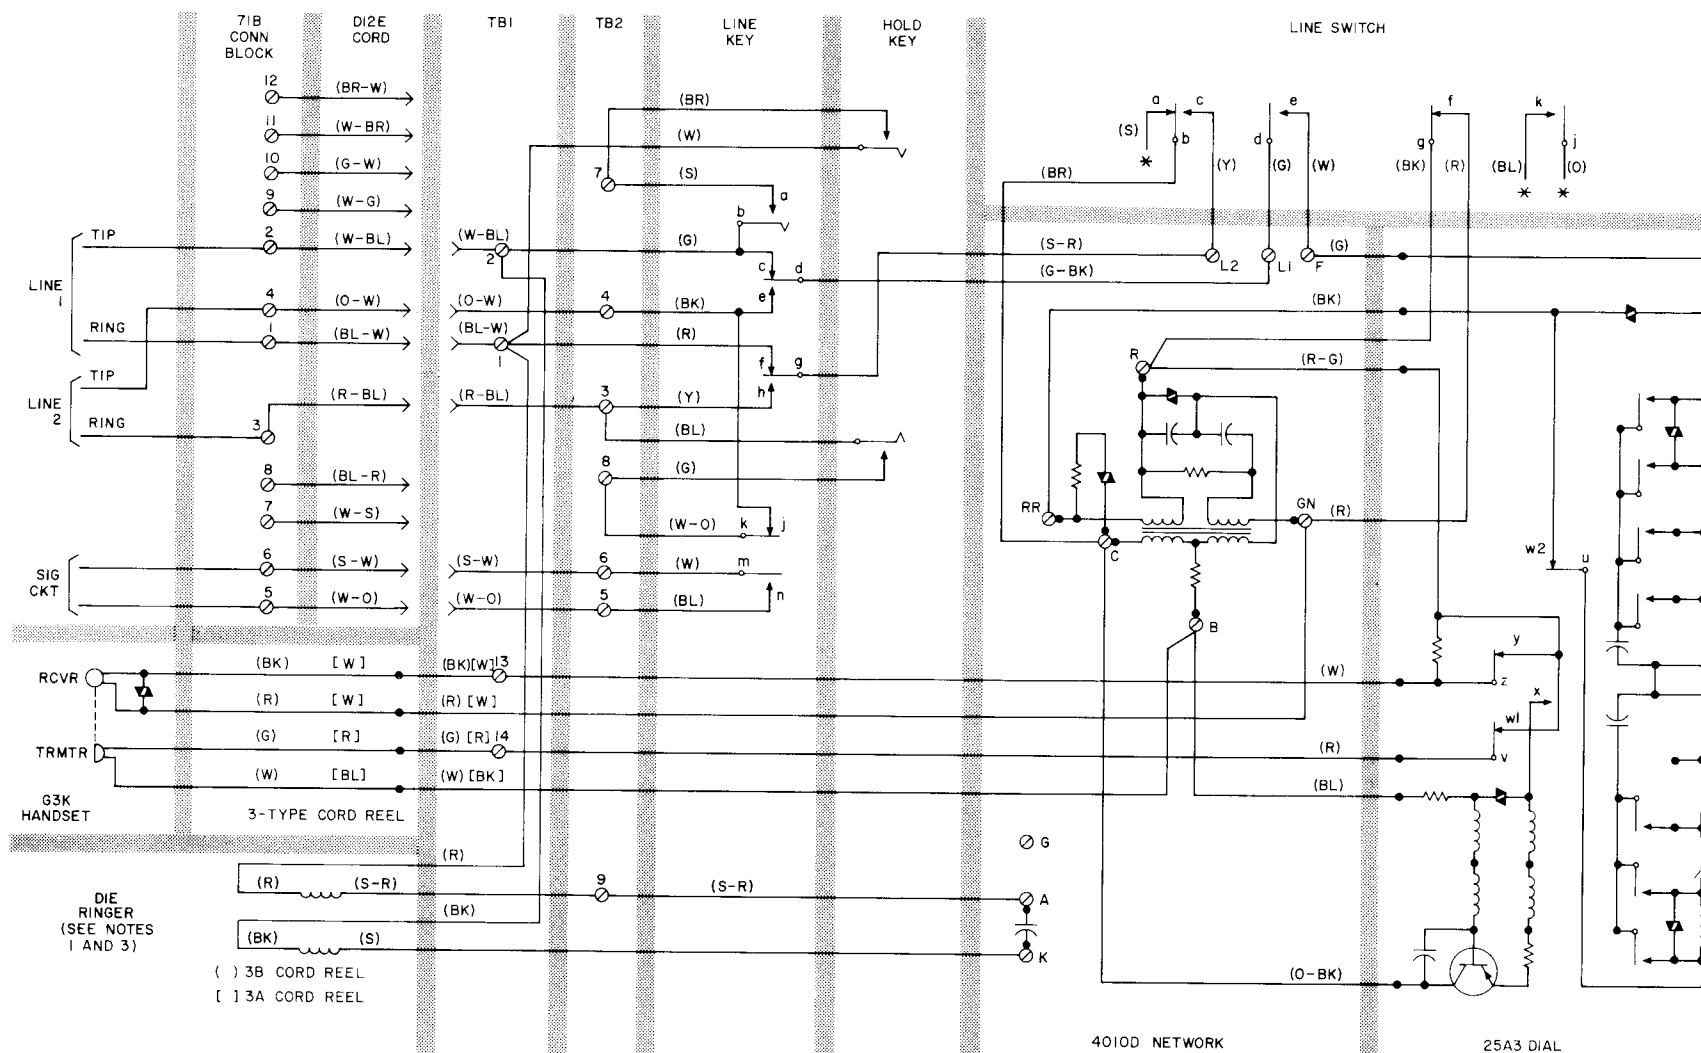 71B CONN BLOCK
D12E CORD
TB1
TB2
LINE KEY
HOLD KEY
LINE SWITCH
12 (BR-W)
11 (W-BR)
10 (G-W)
9 (W-G)
LINE 1
TIP 2 (W-BL) (W-BL) 2 (G)
4 (O-W) (O-W) 4 (BK)
RING 1 (BL-W) (BL-W) 1 (R)
LINE 2
TIP
(R-BL) (R-BL) 3 (Y)
RING 3
(BL)
8 (BL-R) 8 (G)
7 (W-S)
(W-O) k j
SIG CKT
6 (S-W) (S-W) 6 (W) m
5 (W-O) (W-O) 5 (BL) n
(BR)
(W)
7 (S) a
b
c d
e
f g
h
a c
(S) * b
(BR) (Y)
e
d (G) (W)
f
g (BK) (R)
k
j
(BL) (O)
* *
(S-R) L2 L1 F (G)
(G-BK)
(BK)
R (R-G)
RR GN (R)
C
B
w2 u
RCVR (BK) [W] (BK)[W]13 (W)
(R) [W] (R) [W]
TRMTR (G) [R] (G) [R]14 (R)
(W) [BL] (W) [BK] (BL)
y
z
x
w1
v
G3K HANDSET
3-TYPE CORD REEL
G
(R)
(R) (S-R) 9 (S-R) A
(BK)
(BK) (S) K
DIE RINGER
(SEE NOTES
1 AND 3)
( ) 3B CORD REEL
[ ] 3A CORD REEL
(O-BK)
4010D NETWORK
25A3 DIAL